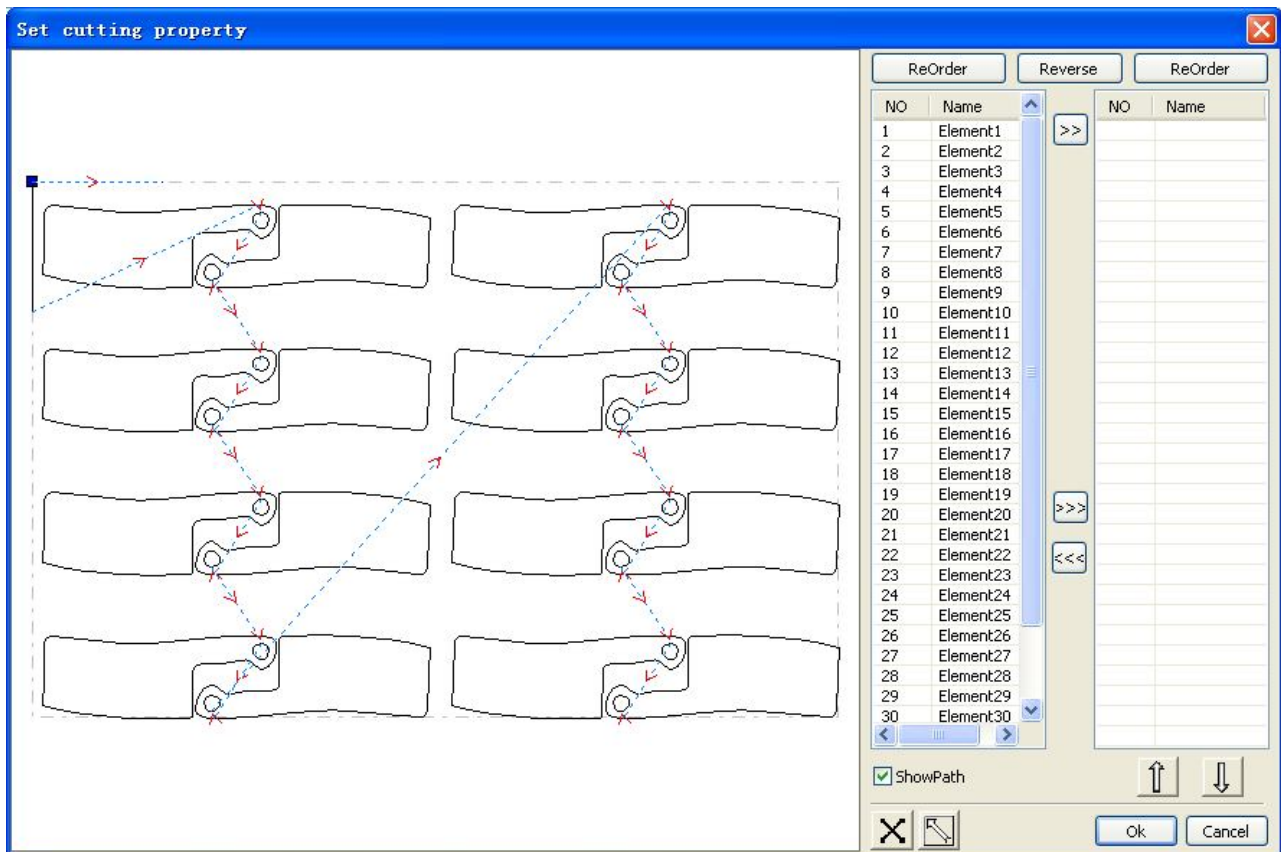 Set cutting property
ReOrder Reverse ReOrder
NO Name NO Name
1 Element1 >>
2 Element2
3 Element3
4 Element4
5 Element5
6 Element6
7 Element7
8 Element8
9 Element9
10 Element10
11 Element11
12 Element12
13 Element13
14 Element14
15 Element15
16 Element16
17 Element17
18 Element18
19 Element19
20 Element20 >>>
21 Element21
22 Element22 <<<
23 Element23
24 Element24
25 Element25
26 Element26
27 Element27
28 Element28
29 Element29
30 Element30
ShowPath
Ok Cancel